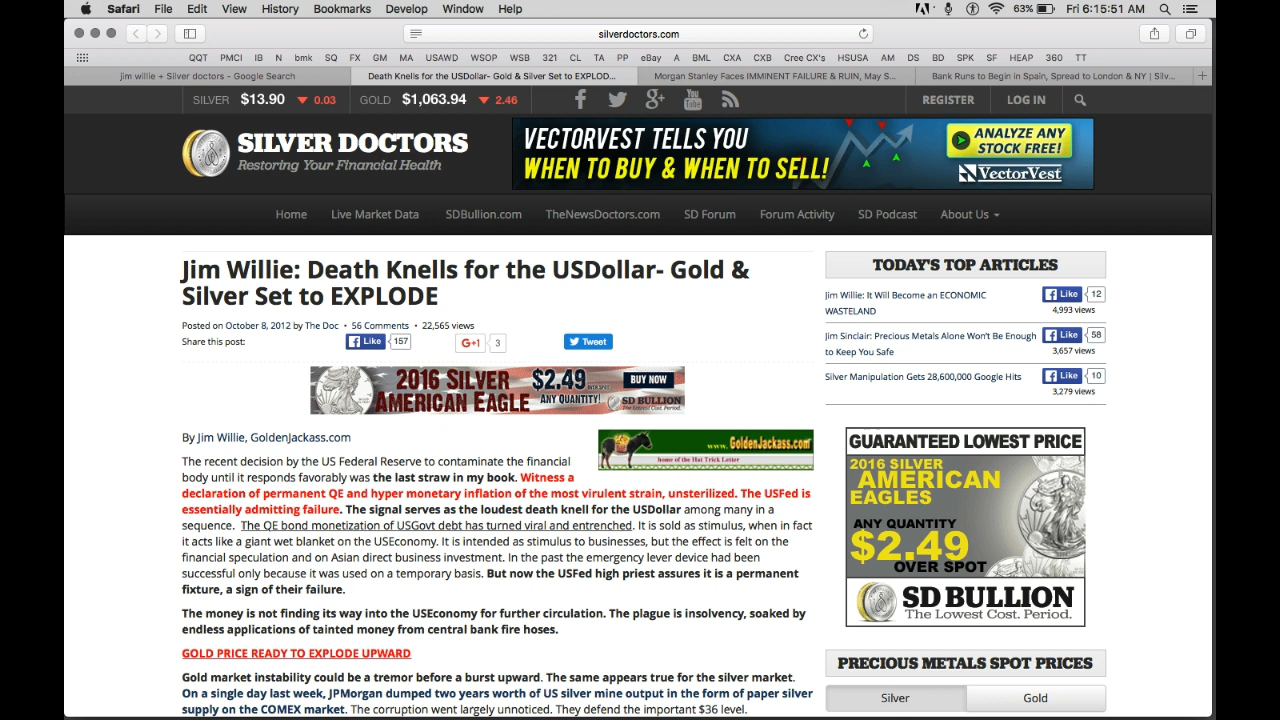 Safari File Edit View History Bookmarks Develop Window Help 63% Fri 6:15:51 AM
silverdoctors.com
QQT PMCI IB N bmk SQ FX GM MA USAWD WSOP WSB 321 CL TA PP eBay A BML CXA CXB Cree CX's HSUSA AM DS BD SPK SF HEAP 360 TT
jim willie + Silver doctors - Google Search Death Knells for the USDollar- Gold & Silver Set to EXPLOD... Morgan Stanley Faces IMMINENT FAILURE & RUIN, May S... Bank Runs to Begin in Spain, Spread to London & NY | Silv...
SILVER $13.90 0.03 GOLD $1,063.94 2.46 REGISTER LOG IN
SILVER DOCTORS
Restoring Your Financial Health
VECTORVEST TELLS YOU
WHEN TO BUY & WHEN TO SELL!
ANALYZE ANY
STOCK FREE!
VectorVest
Home Live Market Data SDBullion.com TheNewsDoctors.com SD Forum Forum Activity SD Podcast About Us
Jim Willie: Death Knells for the USDollar- Gold &
Silver Set to EXPLODE
Posted on October 8, 2012 by The Doc • 56 Comments • 22,565 views
Share this post: Like 157 G+1 3 Tweet
2016 SILVER
AMERICAN EAGLE
$2.49
ANY QUANTITY!
BUY NOW
SD BULLION
By Jim Willie, GoldenJackass.com
www.GoldenJackass.com
home of the Hat Trick Letter
The recent decision by the US Federal Reserve to contaminate the financial
body until it responds favorably was the last straw in my book. Witness a
declaration of permanent QE and hyper monetary inflation of the most virulent strain, unsterilized. The USFed is
essentially admitting failure. The signal serves as the loudest death knell for the USDollar among many in a
sequence. The QE bond monetization of USGovt debt has turned viral and entrenched. It is sold as stimulus, when in fact
it acts like a giant wet blanket on the USEconomy. It is intended as stimulus to businesses, but the effect is felt on the
financial speculation and on Asian direct business investment. In the past the emergency lever device had been
successful only because it was used on a temporary basis. But now the USFed high priest assures it is a permanent
fixture, a sign of their failure.
The money is not finding its way into the USEconomy for further circulation. The plague is insolvency, soaked by
endless applications of tainted money from central bank fire hoses.
GOLD PRICE READY TO EXPLODE UPWARD
Gold market instability could be a tremor before a burst upward. The same appears true for the silver market.
On a single day last week, JPMorgan dumped two years worth of US silver mine output in the form of paper silver
supply on the COMEX market. The corruption went largely unnoticed. They defend the important $36 level.
TODAY'S TOP ARTICLES
Jim Willie: It Will Become an ECONOMIC
WASTELAND
Like 12
4,993 views
Jim Sinclair: Precious Metals Alone Won't Be Enough
to Keep You Safe
Like 58
3,657 views
Silver Manipulation Gets 28,600,000 Google Hits
Like 10
3,279 views
GUARANTEED LOWEST PRICE
2016 SILVER
AMERICAN
EAGLES
ANY QUANTITY
$2.49
OVER SPOT
SD BULLION
The Lowest Cost. Period.
PRECIOUS METALS SPOT PRICES
Silver Gold